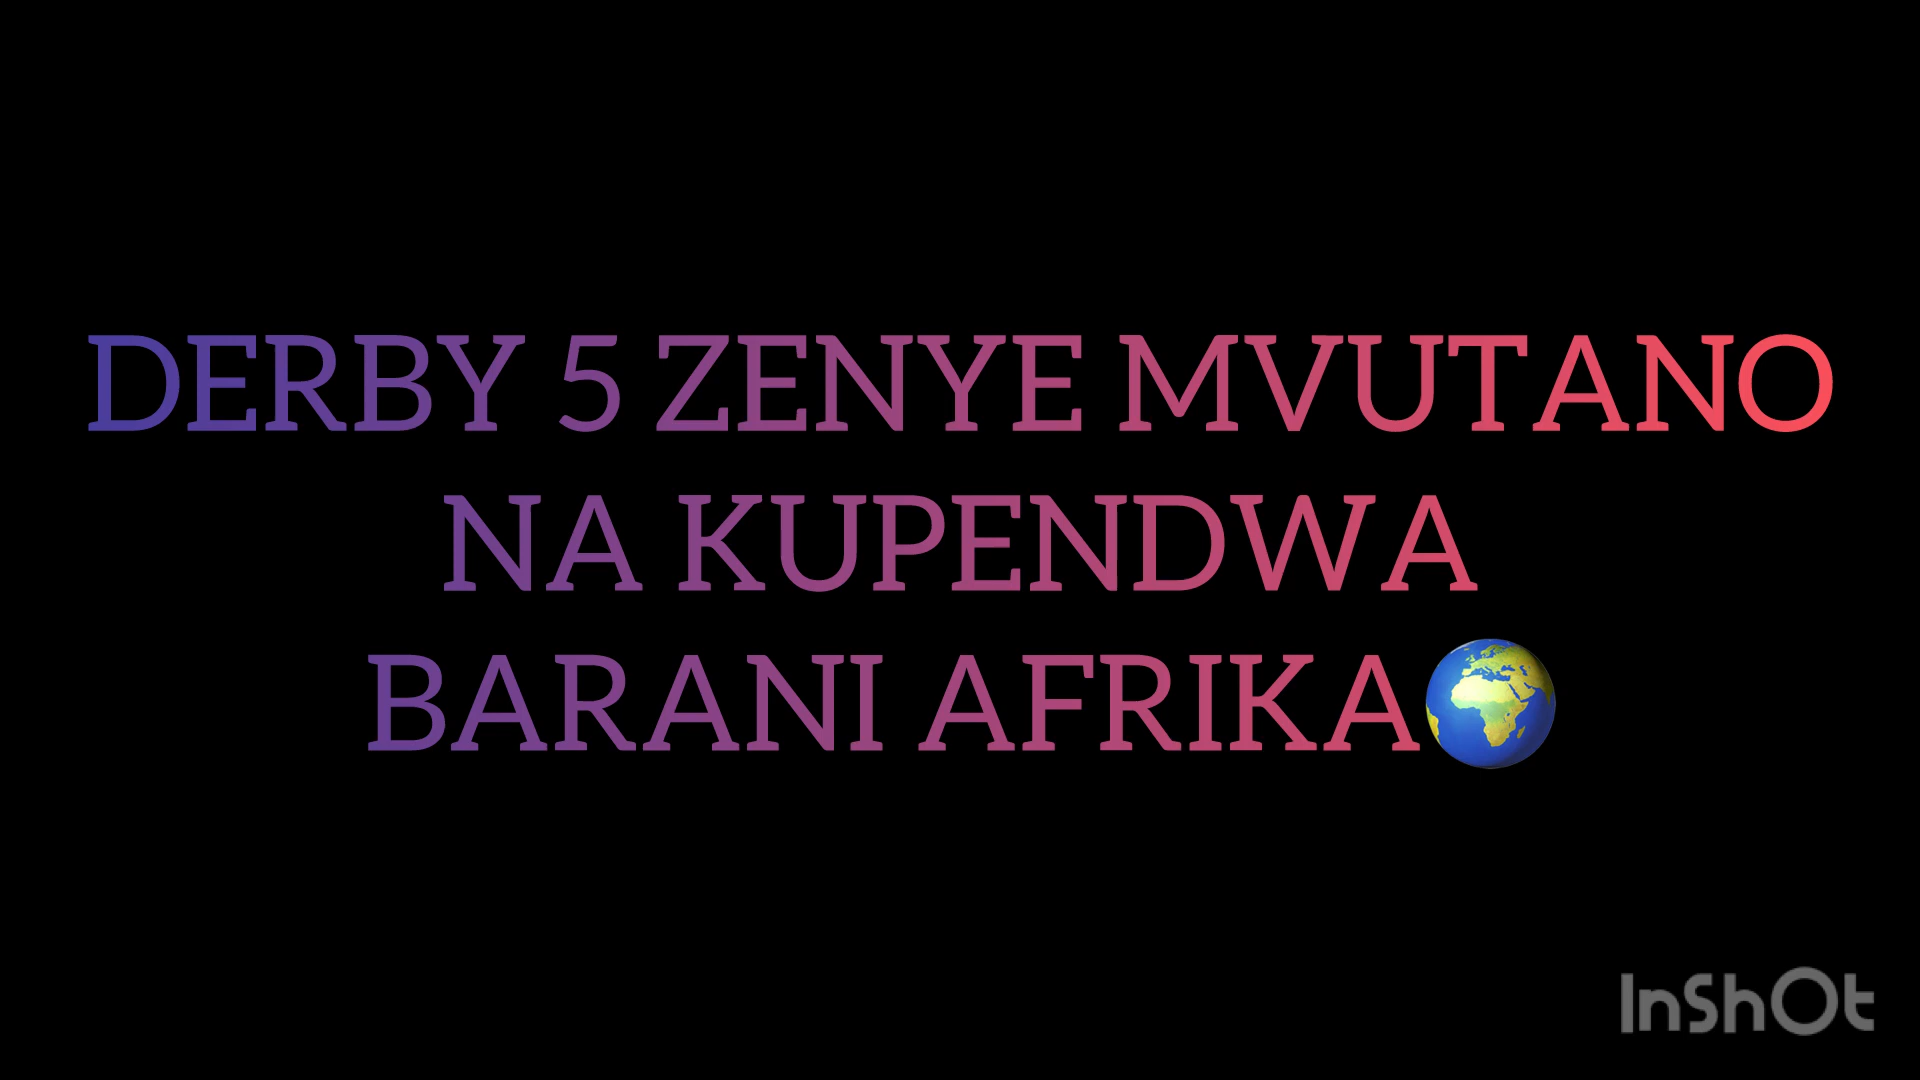 DERBY 5 ZENYE MVUTANO
NA KUPENDWA
BARANI AFRIKA🌍
InShOt